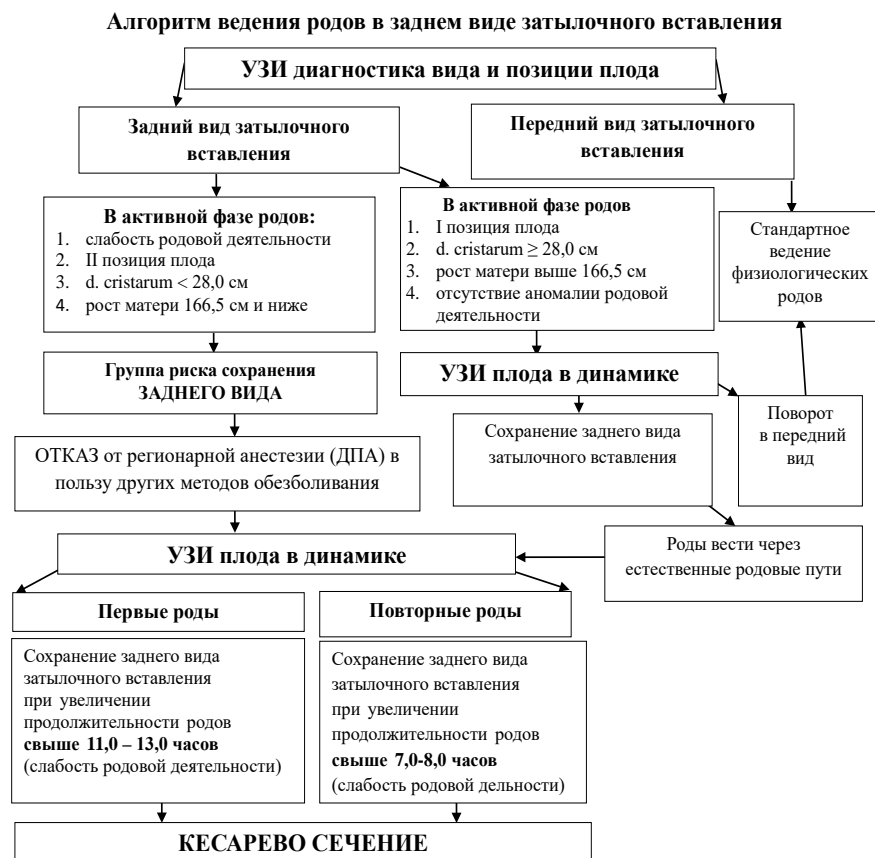 Алгоритм ведения родов в заднем виде затылочного вставления
УЗИ диагностика вида и позиции плода
Задний вид затылочного
вставления
Передний вид затылочного
вставления
В активной фазе родов:
1. слабость родовой деятельности
2. II позиция плода
3. d. cristarum < 28,0 см
4. рост матери 166,5 см и ниже
В активной фазе родов
1. I позиция плода
2. d. cristarum ≥ 28,0 см
3. рост матери выше 166,5 см
4. отсутствие аномалии родовой
деятельности
Стандартное
ведение
физиологических
родов
Группа риска сохранения
ЗАДНЕГО ВИДА
УЗИ плода в динамике
Сохранение заднего вида
затылочного вставления
Поворот
в передний
вид
ОТКАЗ от регионарной анестезии (ДПА) в
пользу других методов обезболивания
Роды вести через
естественные родовые пути
УЗИ плода в динамике
Первые роды
Повторные роды
Сохранение заднего вида
затылочного вставления
при увеличении
продолжительности родов
свыше 11,0 – 13,0 часов
(слабость родовой деятельности)
Сохранение заднего вида
затылочного вставления
при увеличении
продолжительности родов
свыше 7,0-8,0 часов
(слабость родовой дельности)
КЕСАРЕВО СЕЧЕНИЕ